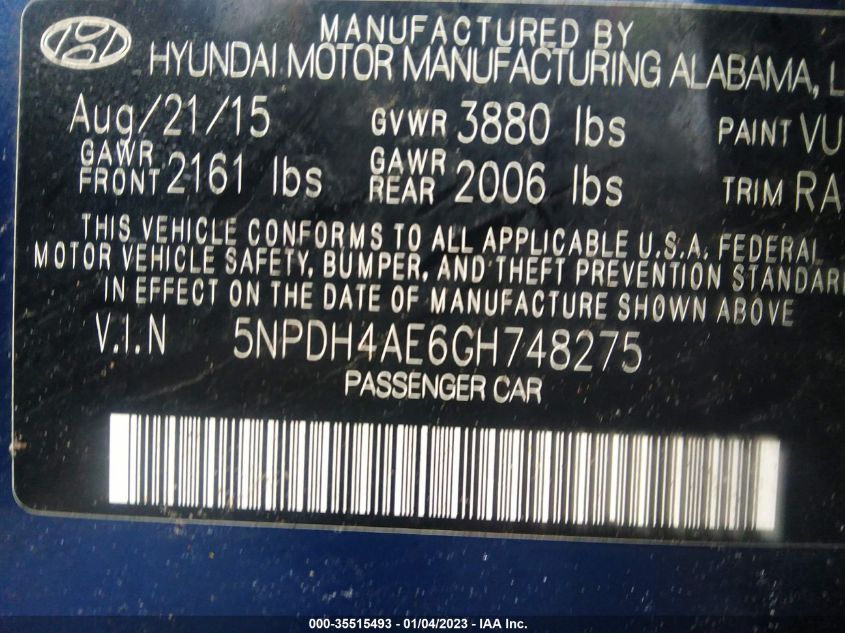 MANUFACTURED BY
HYUNDAI MOTOR MANUFACTURING ALABAMA, L
Aug/21/15 GVWR 3880 lbs PAINT VU
GAWR FRONT 2161 lbs GAWR REAR 2006 lbs TRIM RA
THIS VEHICLE CONFORMS TO ALL APPLICABLE U.S.A. FEDERAL
MOTOR VEHICLE SAFETY, BUMPER, AND THEFT PREVENTION STANDAR
IN EFFECT ON THE DATE OF MANUFACTURE SHOWN ABOVE
V.I.N 5NPDH4AE6GH748275
PASSENGER CAR
000-35515493 — 01/04/2023 — IAA Inc.